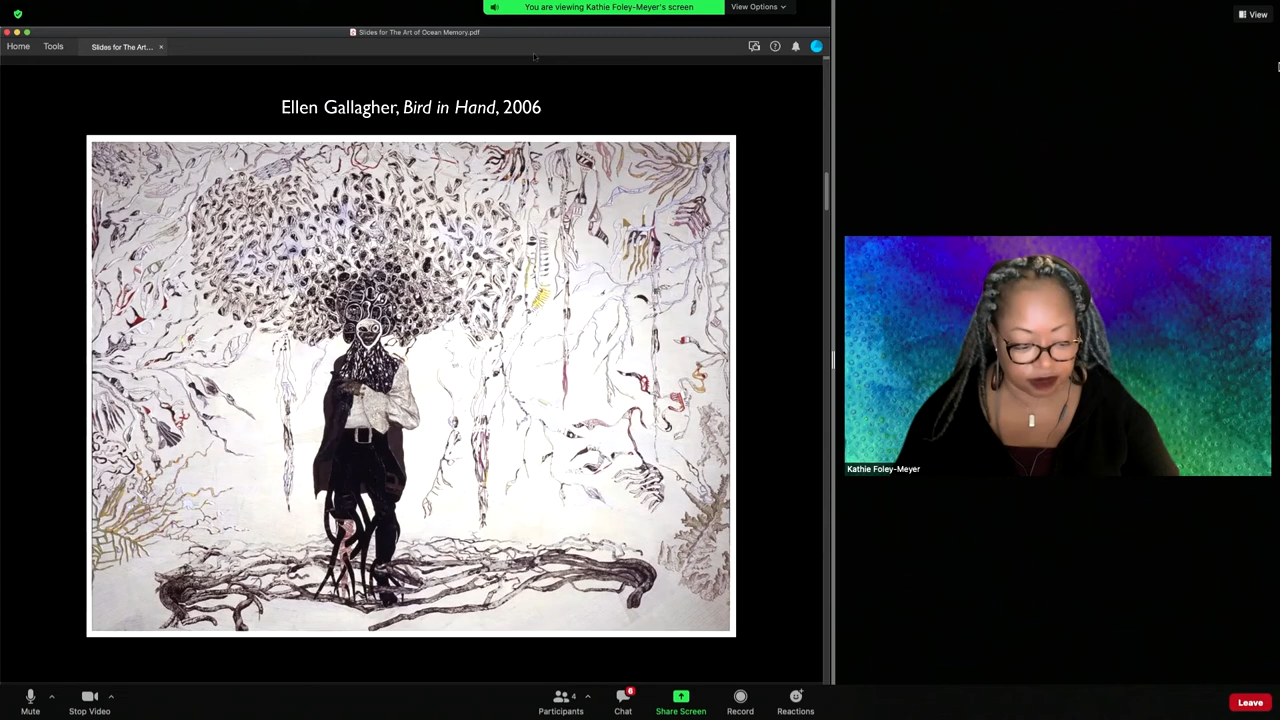 You are viewing Kathie Foley-Meyer's screen
View Options
View
Slides for The Art of Ocean Memory.pdf
Home
Tools
Slides for The Art...
Ellen Gallagher, Bird in Hand, 2006
Kathie Foley-Meyer
Mute
Stop Video
Participants
4
Chat
6
Share Screen
Record
Reactions
Leave